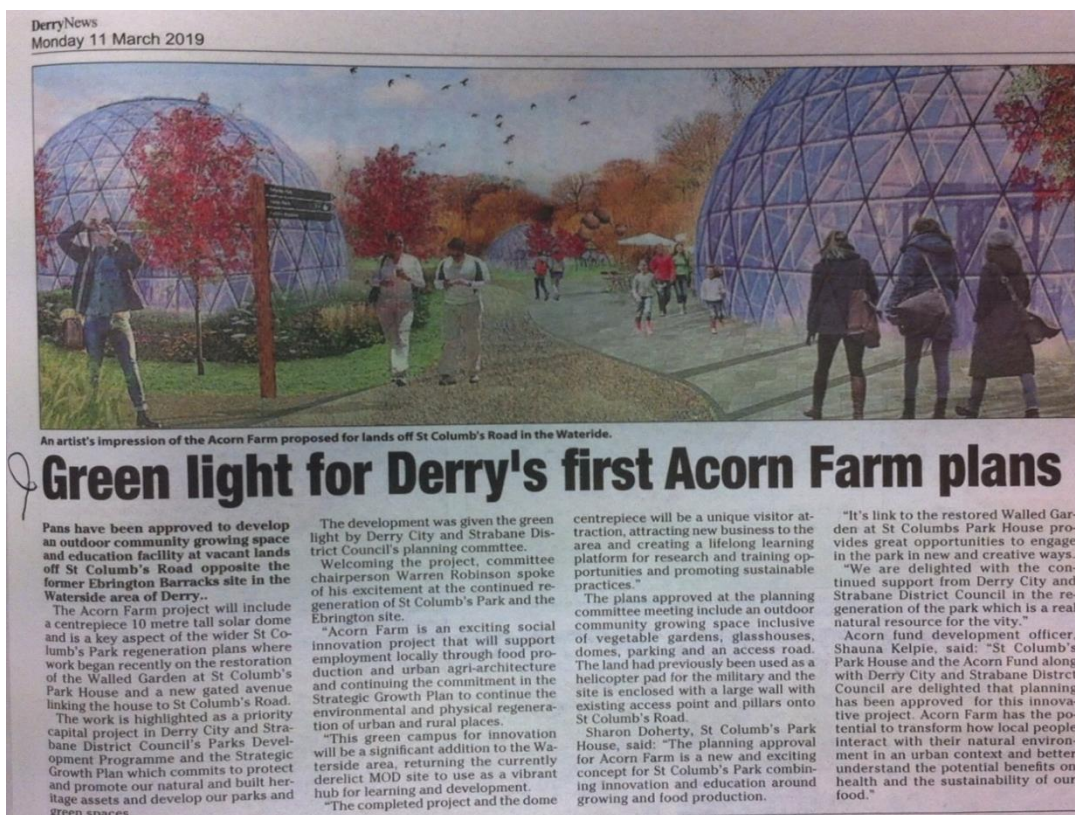 DerryNews
Monday 11 March 2019
An artist's impression of the Acorn Farm proposed for lands off St Columb's Road in the Wateride.
Green light for Derry's first Acorn Farm plans
Pans have been approved to develop
an outdoor community growing space
and education facility at vacant lands
off St Columb's Road opposite the
former Ebrington Barracks site in the
Waterside area of Derry..
The Acorn Farm project will include
a centrepiece 10 metre tall solar dome
and is a key aspect of the wider St Co-
lumb's Park regeneration plans where
work began recently on the restoration
of the Walled Garden at St Columb's
Park House and a new gated avenue
linking the house to St Columb's Road.
The work is highlighted as a priority
capital project in Derry City and Stra-
bane District Council's Parks Devel-
opment Programme and the Strategic
Growth Plan which commits to protect
and promote our natural and built her-
itage assets and develop our parks and
green spaces
The development was given the green
light by Derry City and Strabane Dis-
trict Council's planning committee.
Welcoming the project, committee
chairperson Warren Robinson spoke
of his excitement at the continued re-
generation of St Columb's Park and the
Ebrington site.
"Acorn Farm is an exciting social
innovation project that will support
employment locally through food pro-
duction and urban agri-architecture
and continuing the commitment in the
Strategic Growth Plan to continue the
environmental and physical regenera-
tion of urban and rural places.
"This green campus for innovation
will be a significant addition to the Wa-
terside area, returning the currently
derelict MOD site to use as a vibrant
hub for learning and development.
"The completed project and the dome
centrepiece will be a unique visitor at-
traction, attracting new business to the
area and creating a lifelong learning
platform for research and training op-
portunities and promoting sustainable
practices."
The plans approved at the planning
committee meeting include an outdoor
community growing space inclusive
of vegetable gardens, glasshouses,
domes, parking and an access road.
The land had previously been used as a
helicopter pad for the military and the
site is enclosed with a large wall with
existing access point and pillars onto
St Columb's Road.
Sharon Doherty, St Columb's Park
House, said: "The planning approval
for Acorn Farm is a new and exciting
concept for St Columb's Park combin-
ing innovation and education around
growing and food production.
"It's link to the restored Walled Gar-
den at St Columbs Park House pro-
vides great opportunities to engage
in the park in new and creative ways.
"We are delighted with the con-
tinued support from Derry City and
Strabane District Council in the re-
generation of the park which is a real
natural resource for the vity."
Acorn fund development officer,
Shauna Kelpie, said: "St Columb's
Park House and the Acorn Fund along
with Derry City and Strabane Distrct
Council are delighted that planning
has been approved for this innova-
tive project. Acorn Farm has the po-
tential to transform how local people
interact with their natural environ-
ment in an urban context and better
understand the potential benefits on
health and the sustainability of our
food."